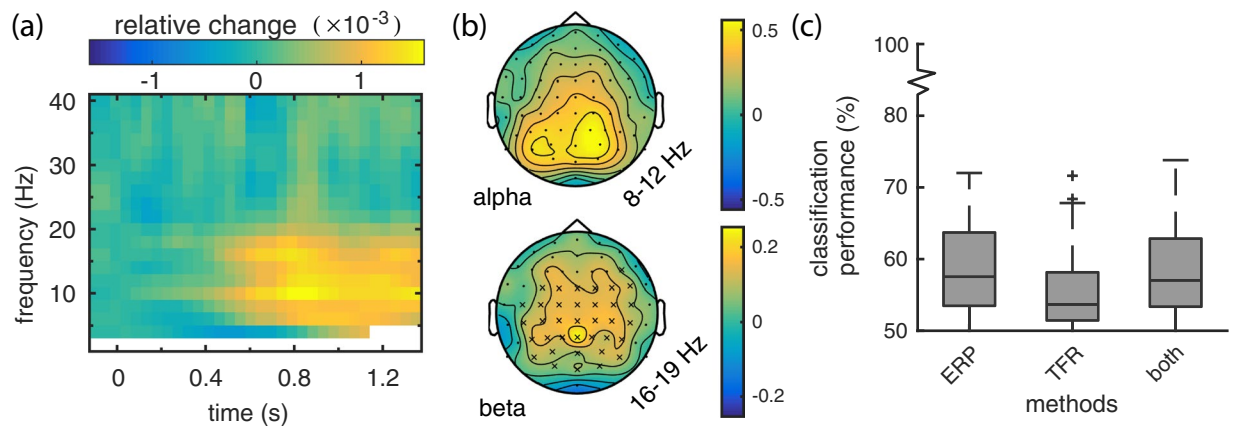 (a)
relative change (×10-3)
-1 0 1
frequency (Hz)
40
30
20
10
0 0.4 0.8 1.2
time (s)
(b)
alpha
8-12 Hz
0.5
0
-0.5
beta
16-19 Hz
0.2
0
-0.2
(c)
classification
performance (%)
100
80
70
60
50
ERP TFR both
methods